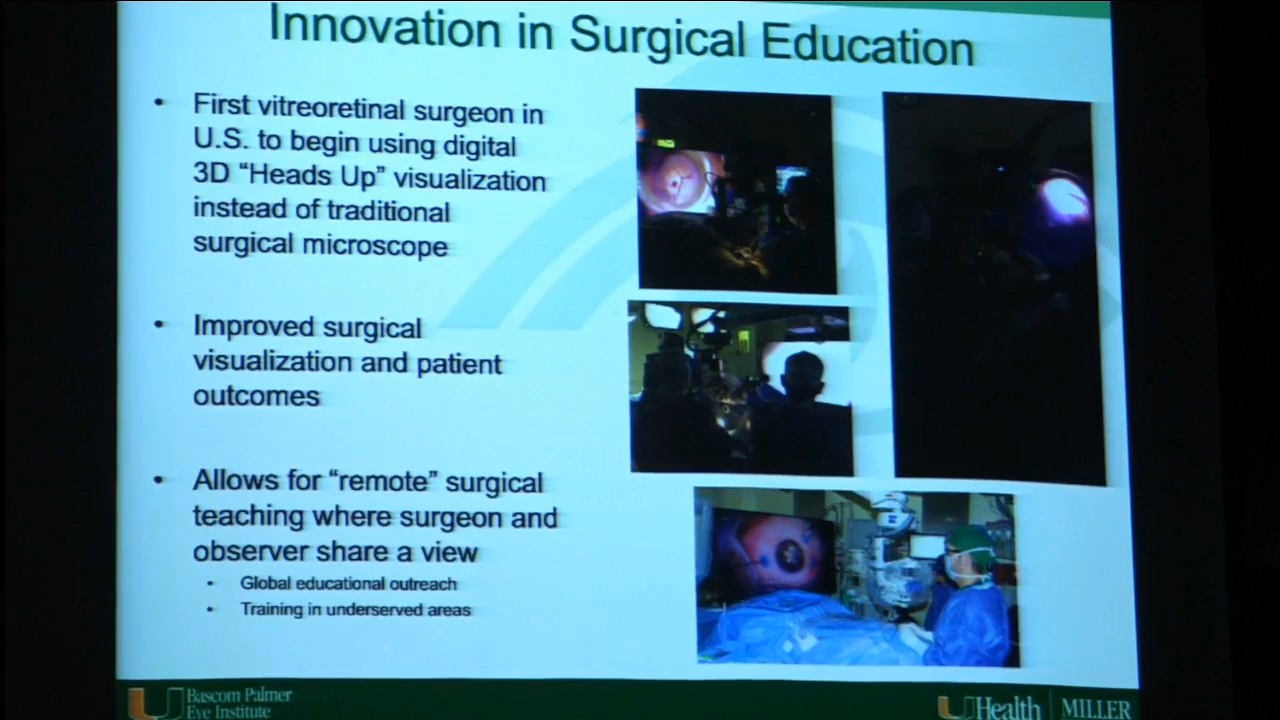 Innovation in Surgical Education
• First vitreoretinal surgeon in
U.S. to begin using digital
3D “Heads Up” visualization
instead of traditional
surgical microscope
• Improved surgical
visualization and patient
outcomes
• Allows for “remote” surgical
teaching where surgeon and
observer share a view
• Global educational outreach
• Training in underserved areas
U Bascom Palmer
Eye Institute
UHealth | MILLER